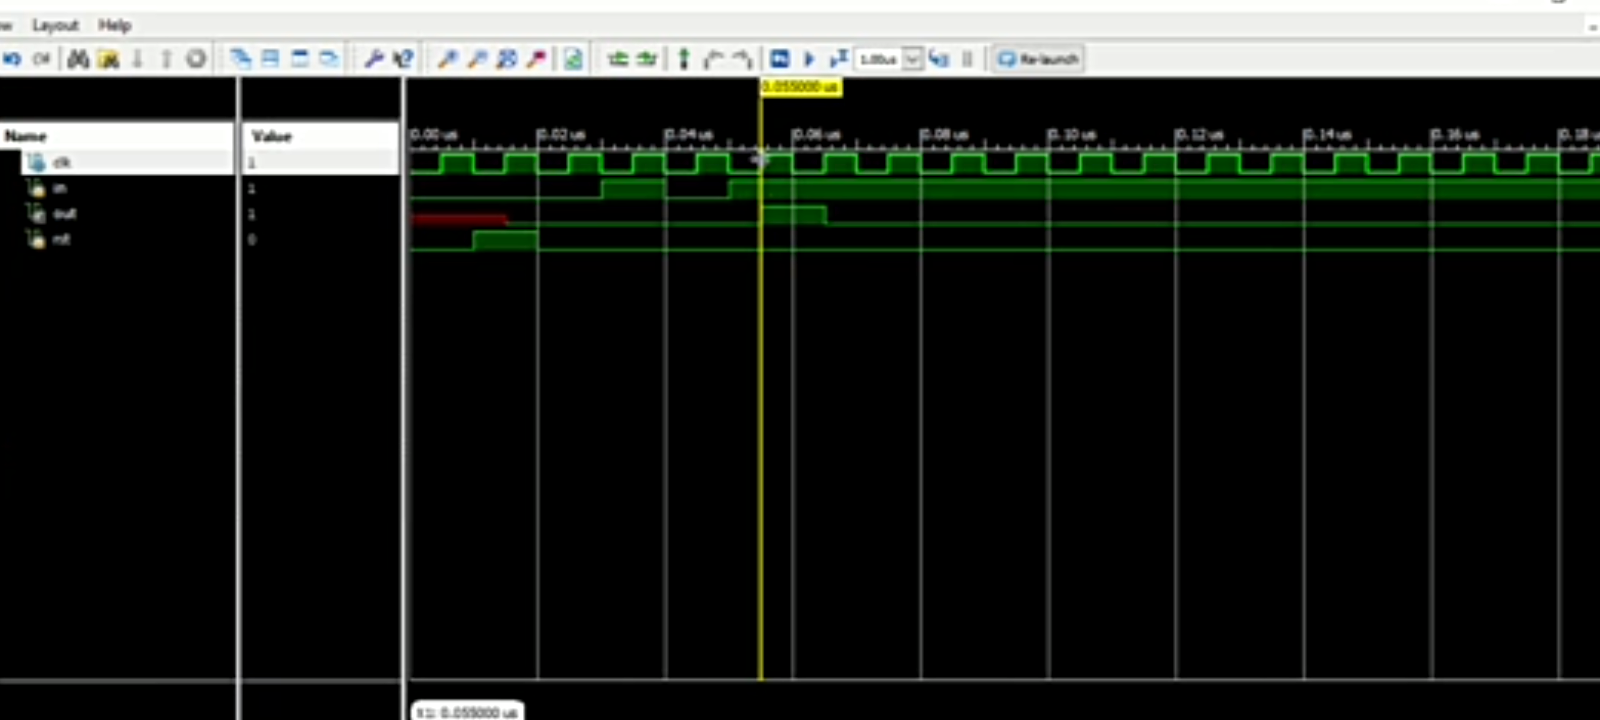 Layout Help
1.00us Re-launch
0.055000 us
Name Value
0.00 us 0.02 us 0.04 us 0.06 us 0.08 us 0.10 us 0.12 us 0.14 us 0.16 us 0.18 u
clk 1
in 1
out 1
0
X1: 0.055000 us